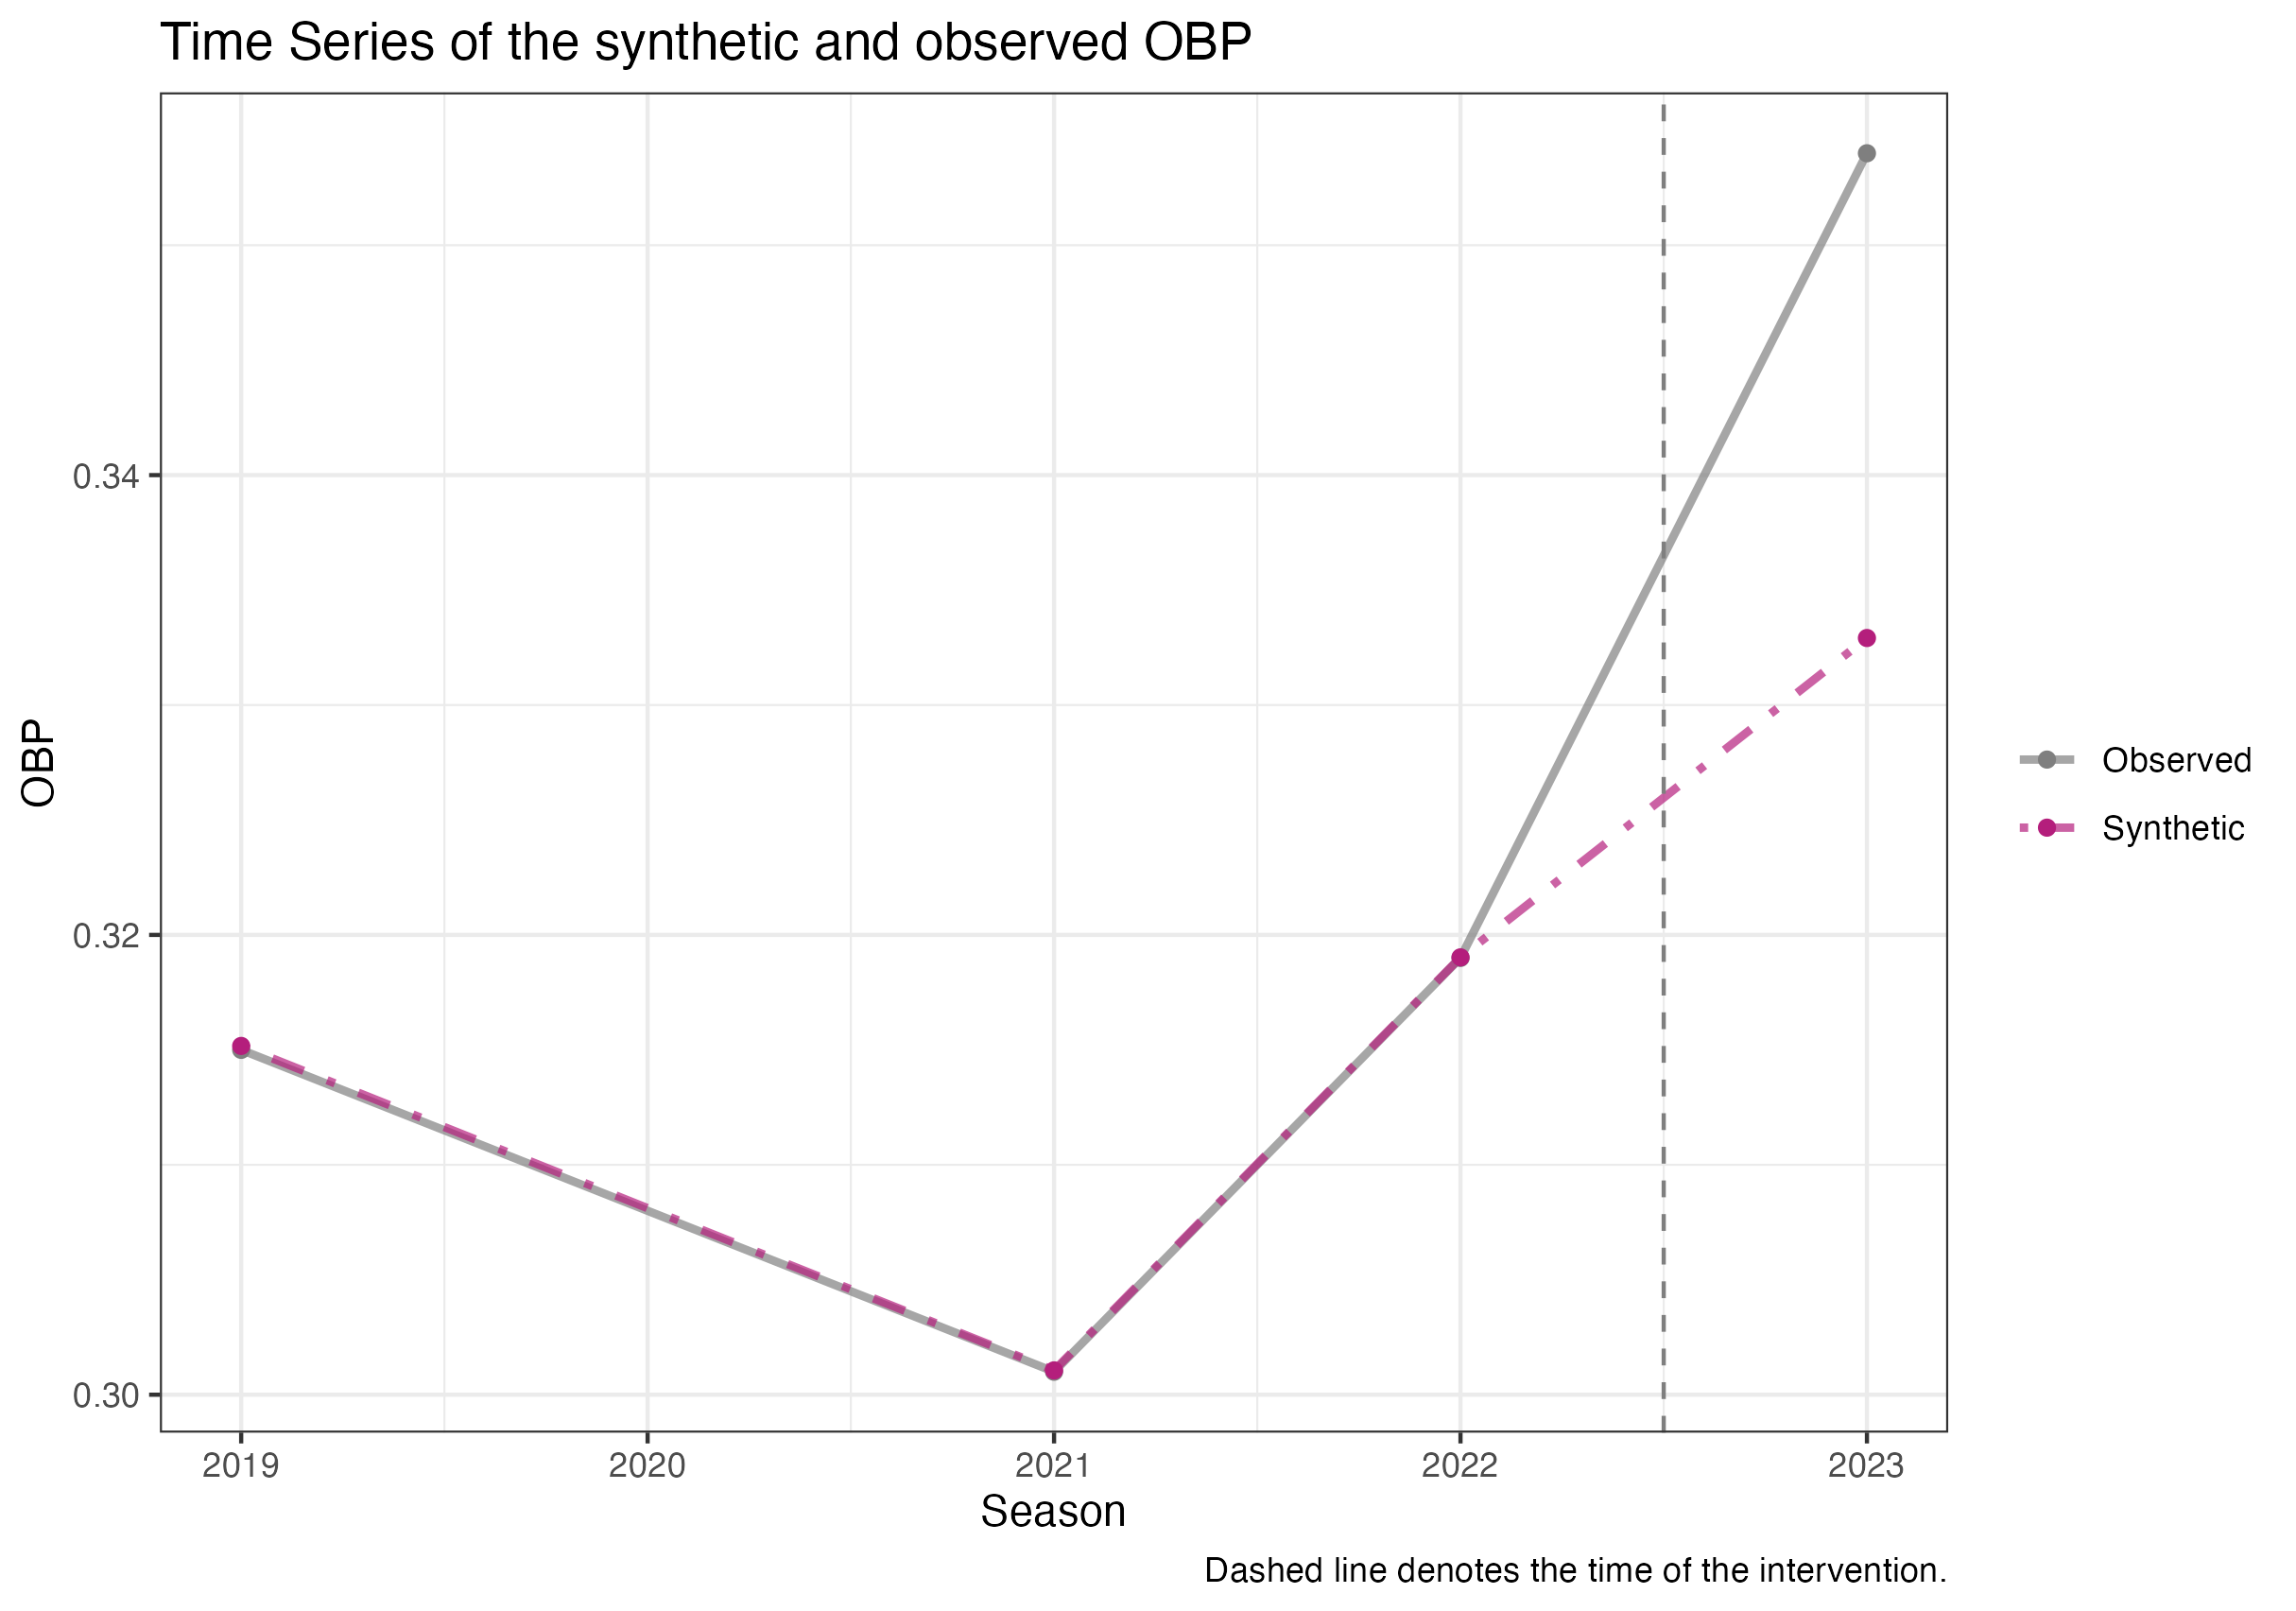 Time Series of the synthetic and observed OBP
OBP
0.34
0.32
0.30
2019 2020 2021 2022 2023
Season
Observed
Synthetic
Dashed line denotes the time of the intervention.